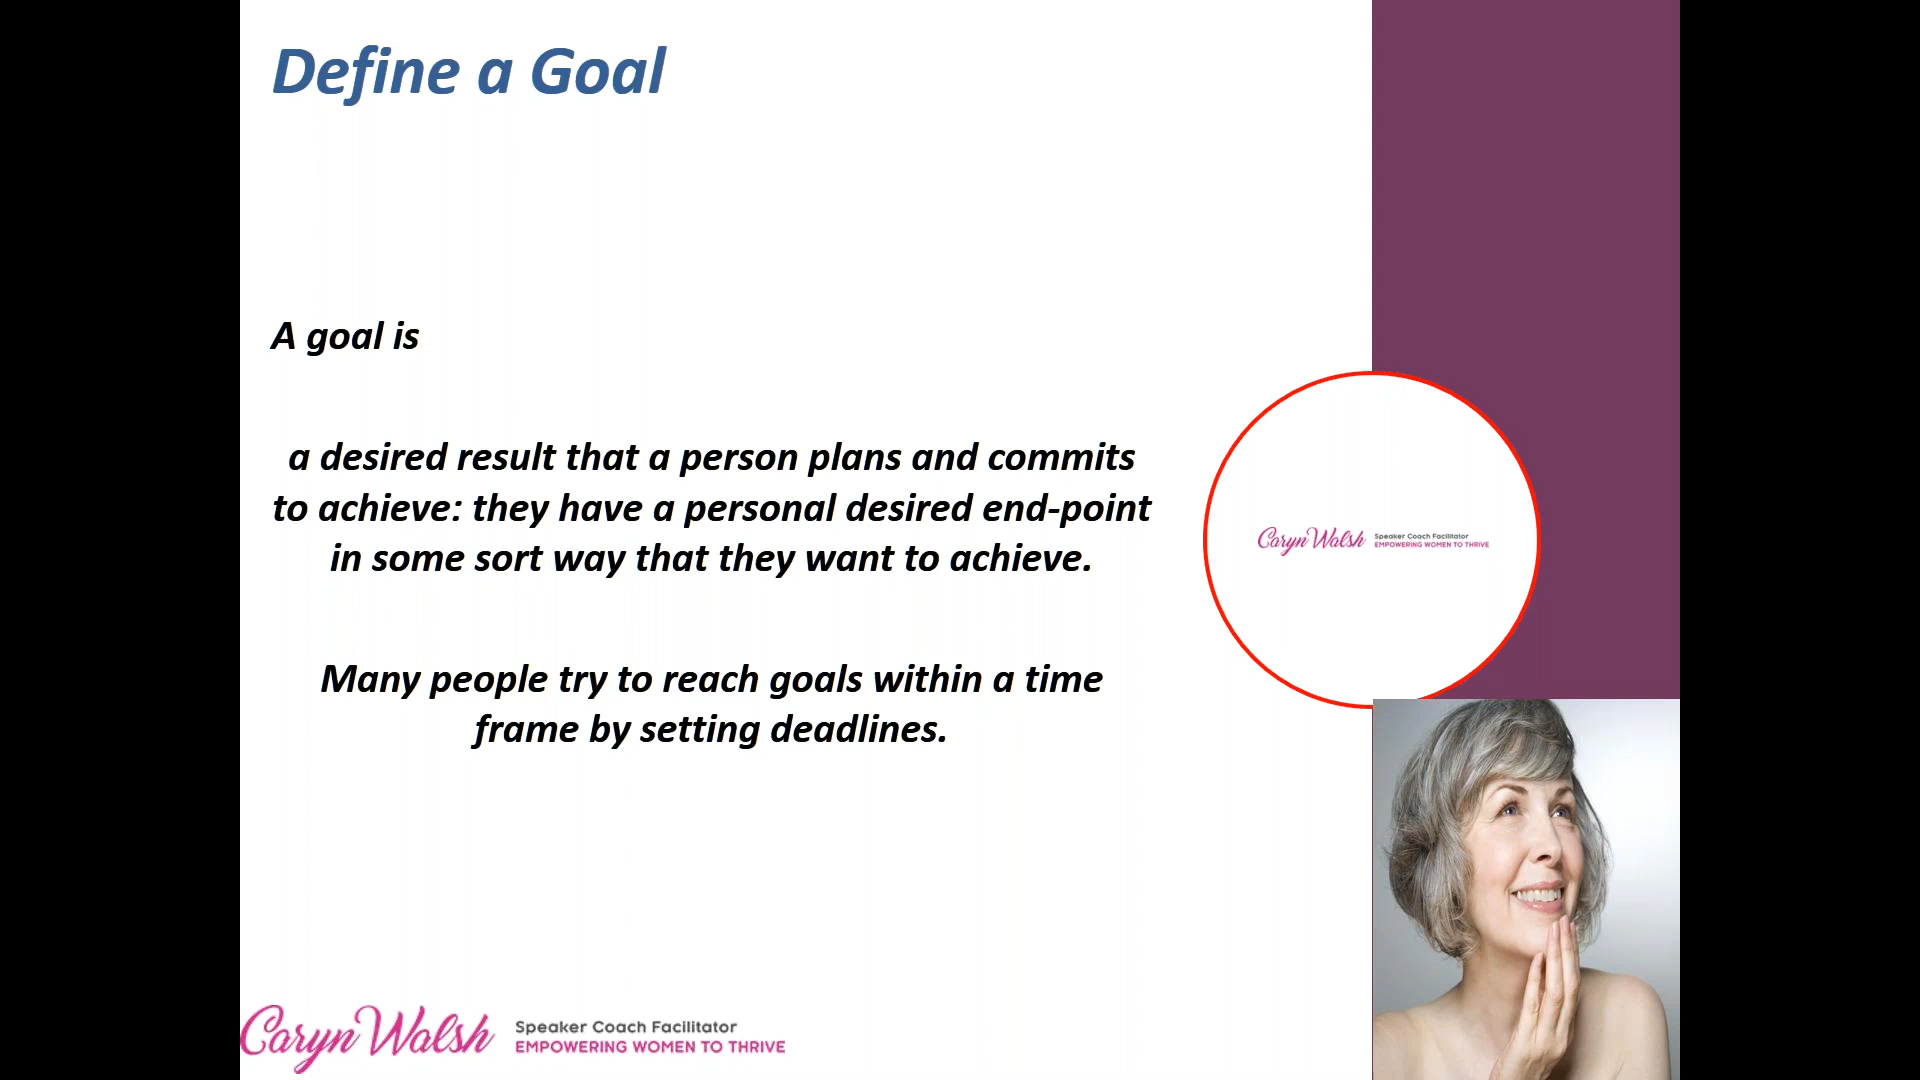 Define a Goal
A goal is
a desired result that a person plans and commits
to achieve: they have a personal desired end-point
in some sort way that they want to achieve.
Many people try to reach goals within a time
frame by setting deadlines.
Caryn Walsh Speaker Coach Facilitator
EMPOWERING WOMEN TO THRIVE
Caryn Walsh Speaker Coach Facilitator
EMPOWERING WOMEN TO THRIVE